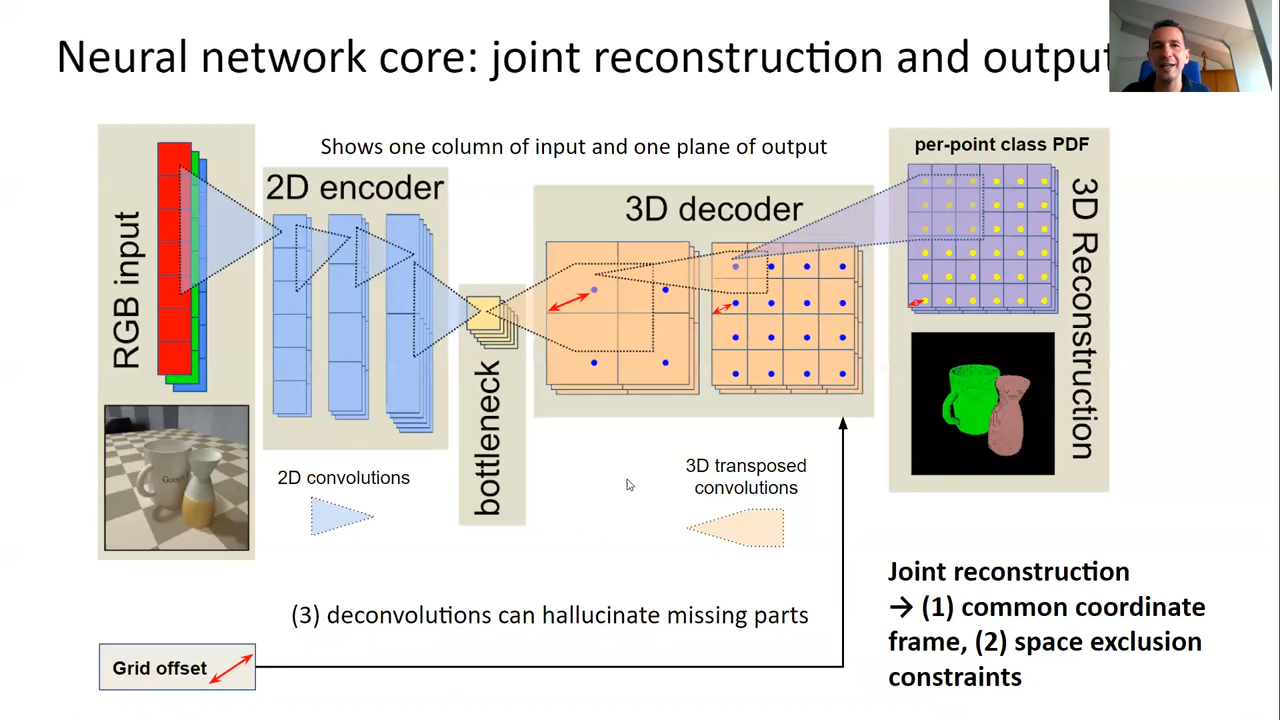 Neural network core: joint reconstruction and output
Shows one column of input and one plane of output
RGB input
2D encoder
bottleneck
3D decoder
per-point class PDF
3D Reconstruction
2D convolutions
3D transposed
convolutions
(3) deconvolutions can hallucinate missing parts
Grid offset
Joint reconstruction
→ (1) common coordinate
frame, (2) space exclusion
constraints